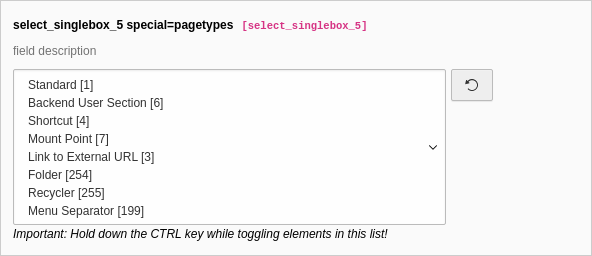 select_singlebox_5 special=pagetypes [select_singlebox_5]
field description
Standard [1]
Backend User Section [6]
Shortcut [4]
Mount Point [7]
Link to External URL [3]
Folder [254]
Recycler [255]
Menu Separator [199]
Important: Hold down the CTRL key while toggling elements in this list!